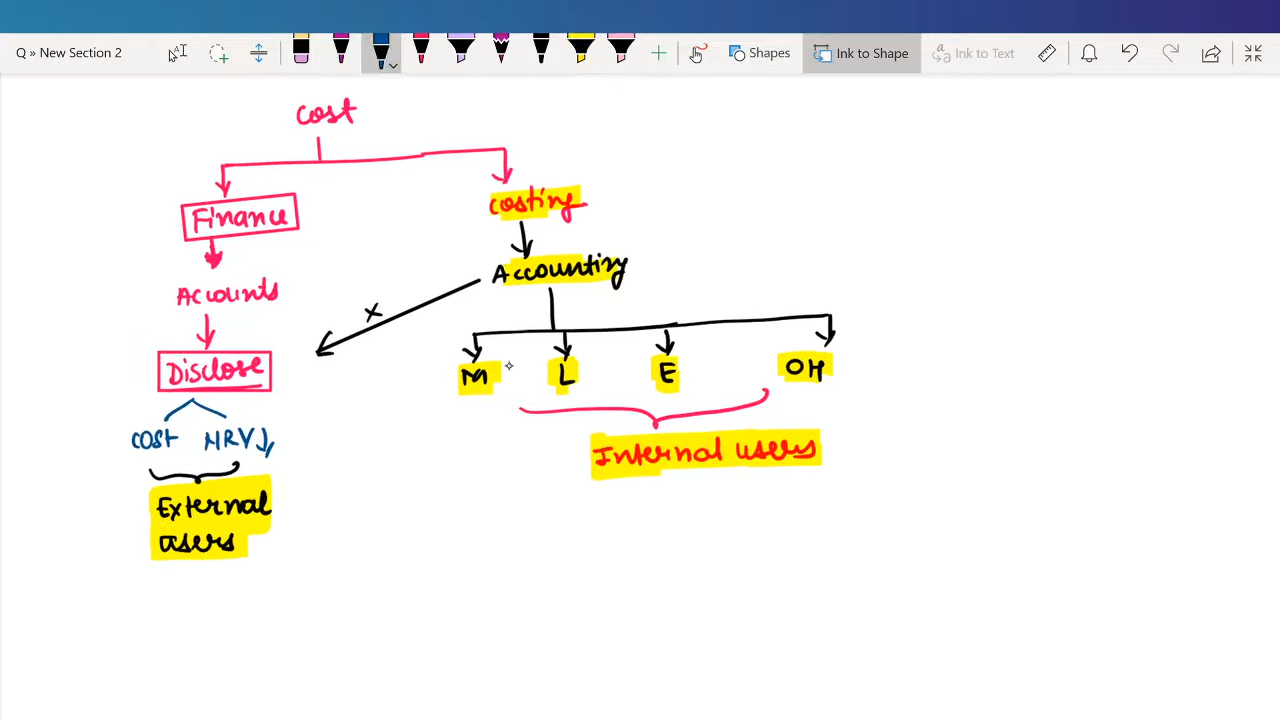 Q » New Section 2
Shapes
Ink to Shape
Ink to Text
Cost
Finance
Costing
Accounting
Accounts
x
Disclose
M L E OH
Cost NRV↓
Internal users
External
users